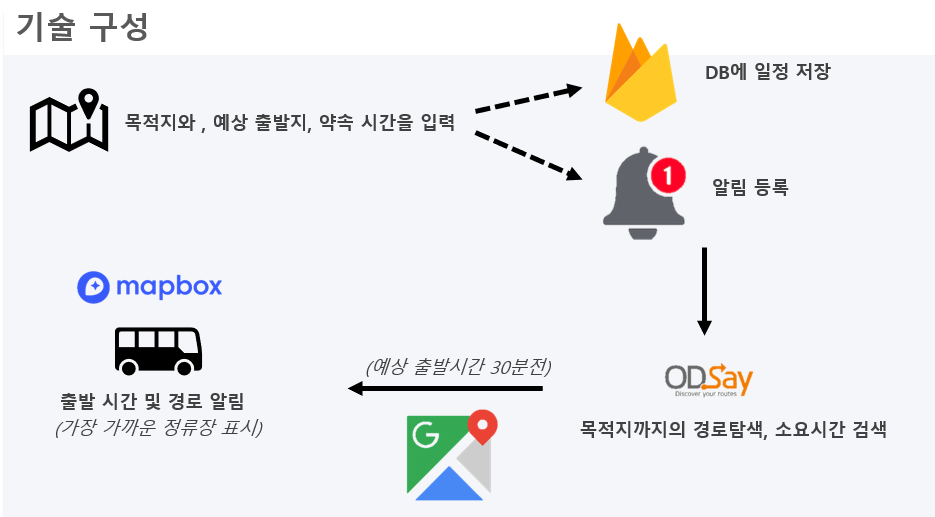 기술 구성
DB에 일정 저장
목적지와 , 예상 출발지, 약속 시간을 입력
1
알림 등록
mapbox
(예상 출발시간 30분전)
ODSay
Discover your routes
출발 시간 및 경로 알림
(가장 가까운 정류장 표시)
G
목적지까지의 경로탐색, 소요시간 검색